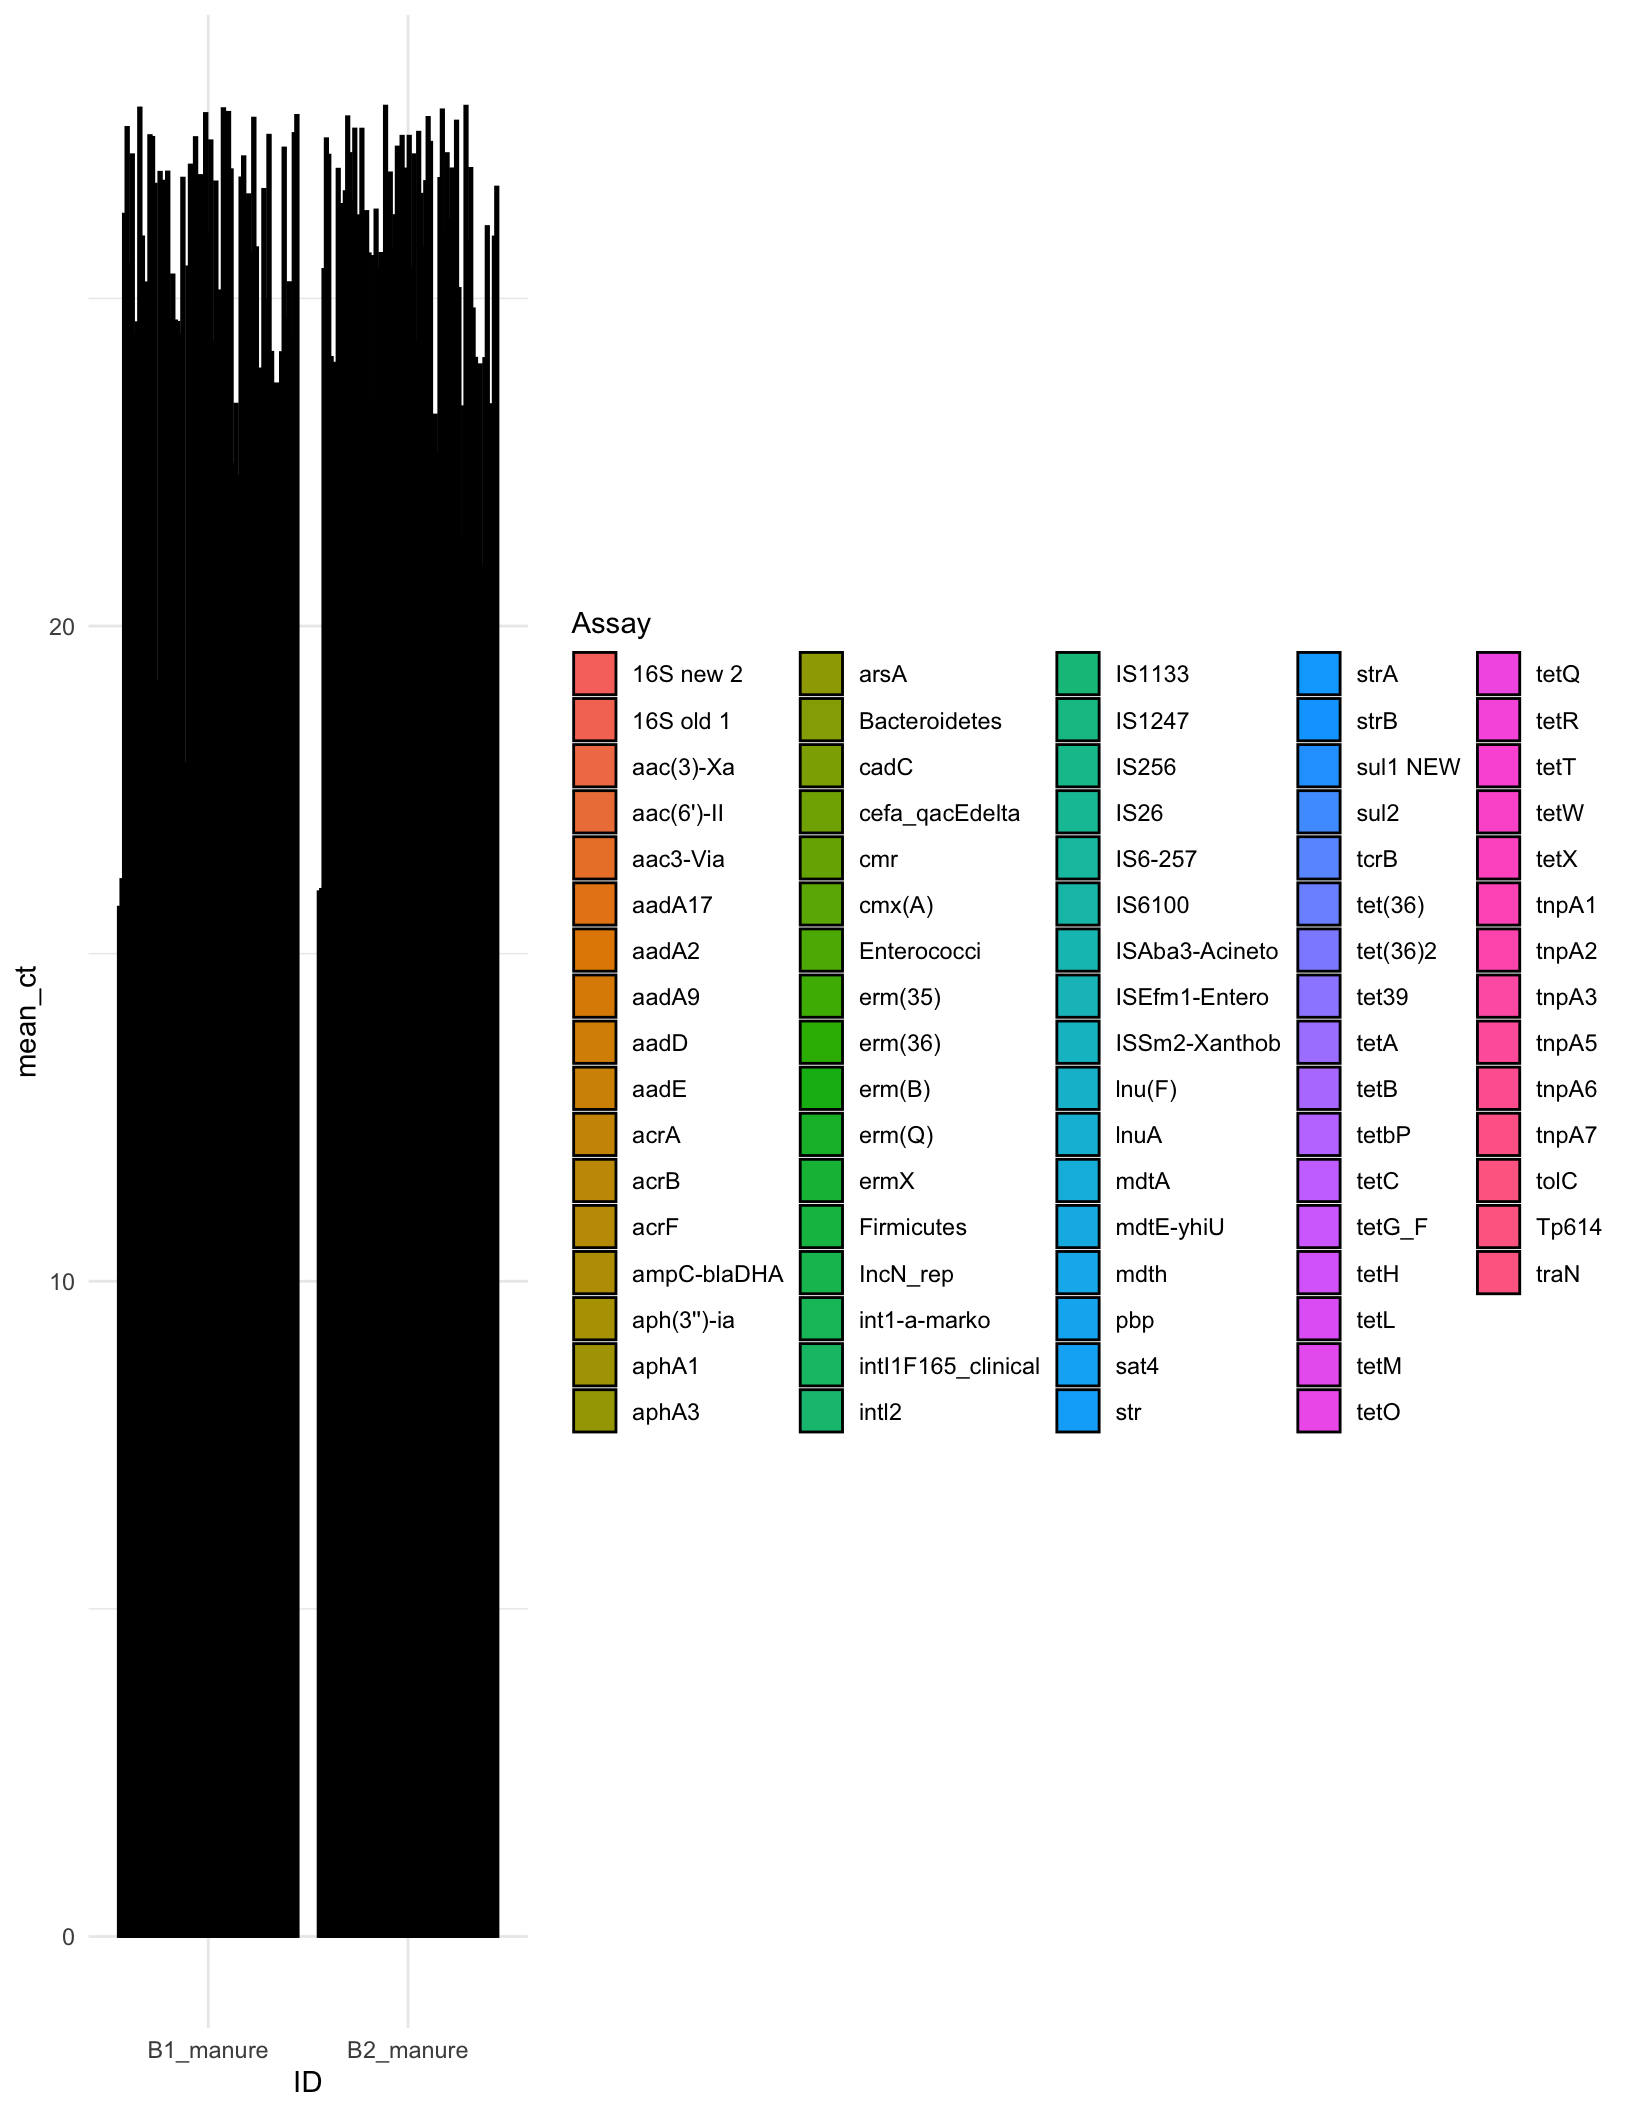 20
10
0
mean_ct
B1_manure
B2_manure
ID
Assay
16S new 2
16S old 1
aac(3)-Xa
aac(6')-II
aac3-Via
aadA17
aadA2
aadA9
aadD
aadE
acrA
acrB
acrF
ampC-blaDHA
aph(3'')-ia
aphA1
aphA3
arsA
Bacteroidetes
cadC
cefa_qacEdelta
cmr
cmx(A)
Enterococci
erm(35)
erm(36)
erm(B)
erm(Q)
ermX
Firmicutes
IncN_rep
int1-a-marko
intI1F165_clinical
intI2
IS1133
IS1247
IS256
IS26
IS6-257
IS6100
ISAba3-Acineto
ISEfm1-Entero
ISSm2-Xanthob
lnu(F)
lnuA
mdtA
mdtE-yhiU
mdth
pbp
sat4
str
strA
strB
sul1 NEW
sul2
tcrB
tet(36)
tet(36)2
tet39
tetA
tetB
tetbP
tetC
tetG_F
tetH
tetL
tetM
tetO
tetQ
tetR
tetT
tetW
tetX
tnpA1
tnpA2
tnpA3
tnpA5
tnpA6
tnpA7
tolC
Tp614
traN